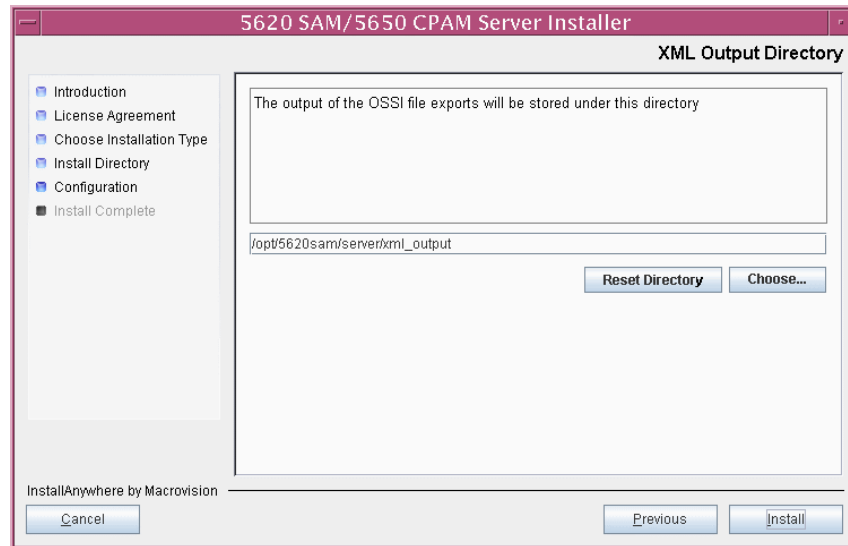 5620 SAM/5650 CPAM Server Installer
XML Output Directory
Introduction
License Agreement
Choose Installation Type
Install Directory
Configuration
Install Complete
The output of the OSSI file exports will be stored under this directory
/opt/5620sam/server/xml_output
Reset Directory
Choose...
InstallAnywhere by Macrovision
Cancel
Previous
Install